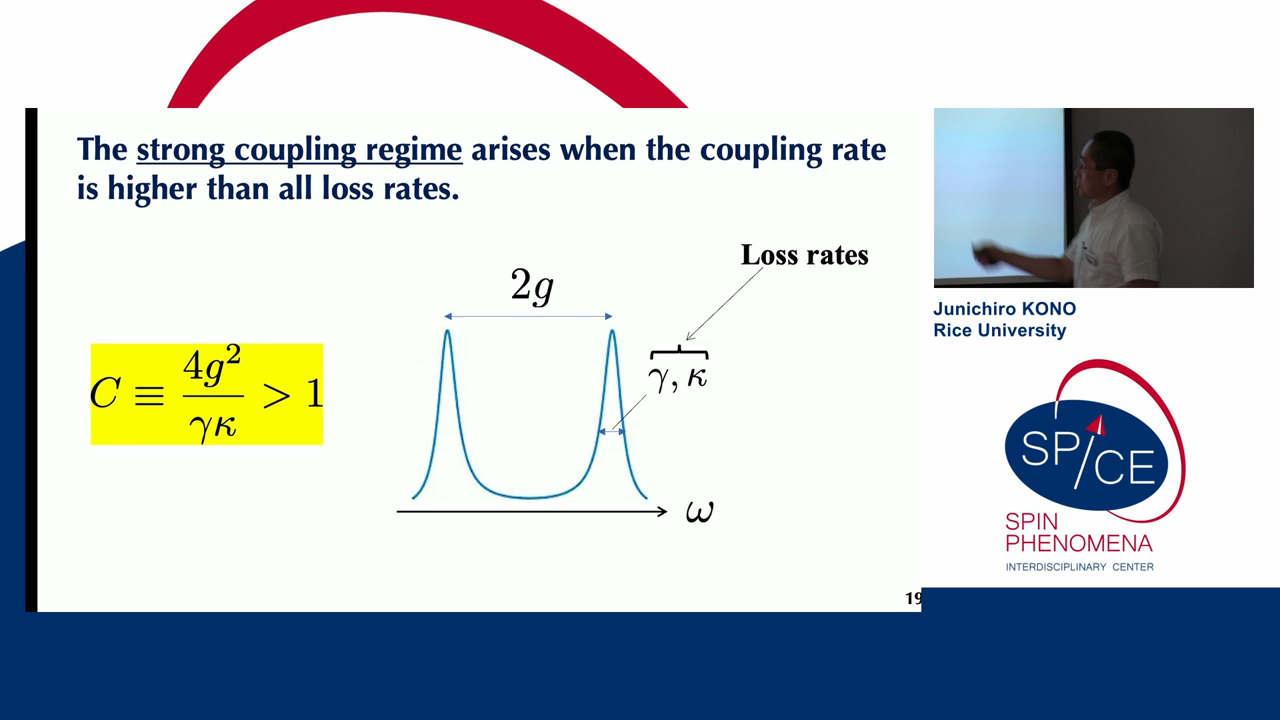 The strong coupling regime arises when the coupling rate
is higher than all loss rates.
Loss rates
2g
γ, κ
C ≡ 4g² / γκ > 1
ω
19
Junichiro KONO
Rice University
SP/CE
SPIN
PHENOMENA
INTERDISCIPLINARY CENTER